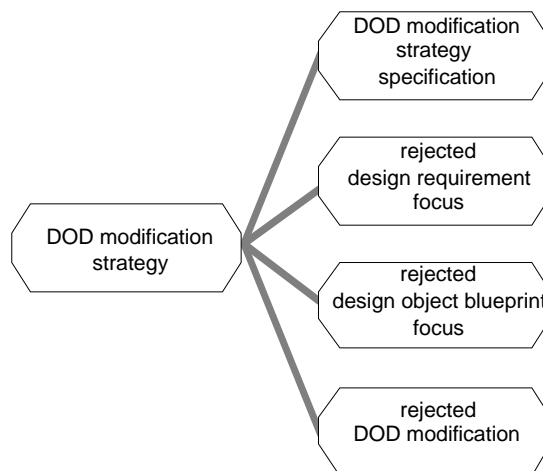 DOD modification
strategy
DOD modification
strategy
specification
rejected
design requirement
focus
rejected
design object blueprint
focus
rejected
DOD modification